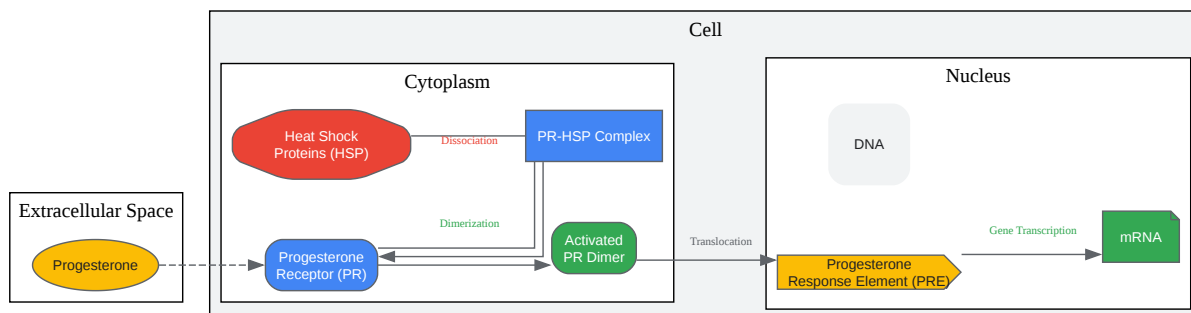 Cell
Cytoplasm
Nucleus
Heat Shock
Proteins (HSP)
Dissociation
PR-HSP Complex
DNA
Extracellular Space
Progesterone
Dimerization
Progesterone
Receptor (PR)
Activated
PR Dimer
Translocation
Progesterone
Response Element (PRE)
Gene Transcription
mRNA